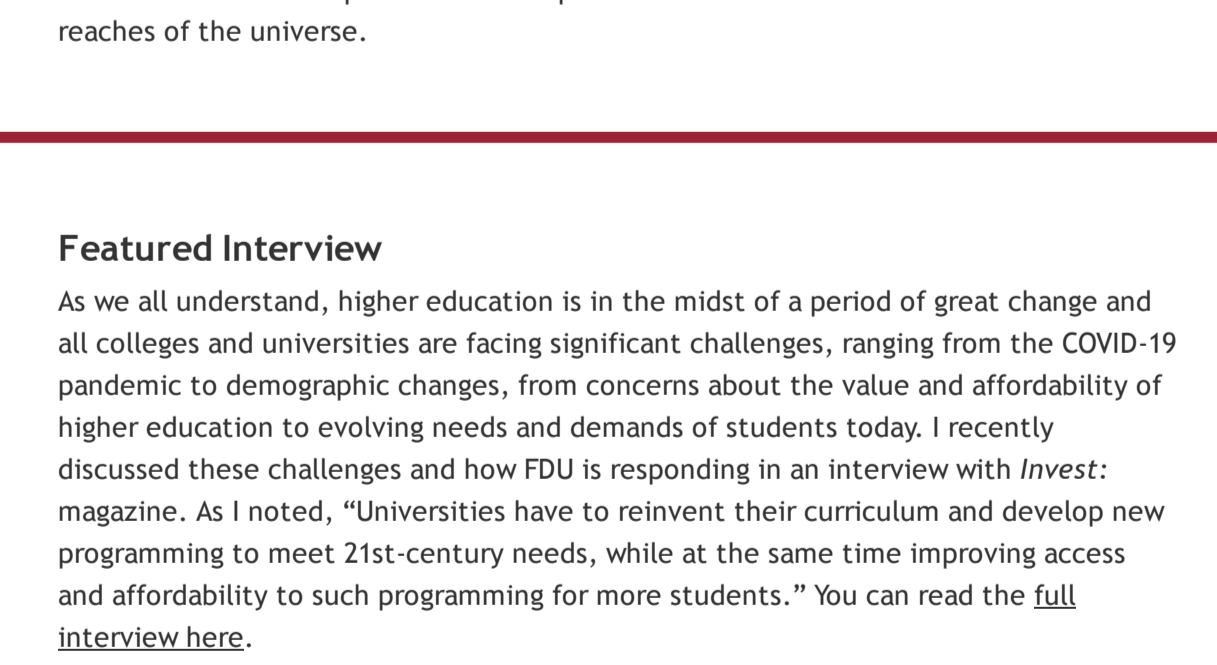 reaches of the universe.
Featured Interview
As we all understand, higher education is in the midst of a period of great change and
all colleges and universities are facing significant challenges, ranging from the COVID-19
pandemic to demographic changes, from concerns about the value and affordability of
higher education to evolving needs and demands of students today. I recently
discussed these challenges and how FDU is responding in an interview with Invest:
magazine. As I noted, “Universities have to reinvent their curriculum and develop new
programming to meet 21st-century needs, while at the same time improving access
and affordability to such programming for more students.” You can read the full
interview here.